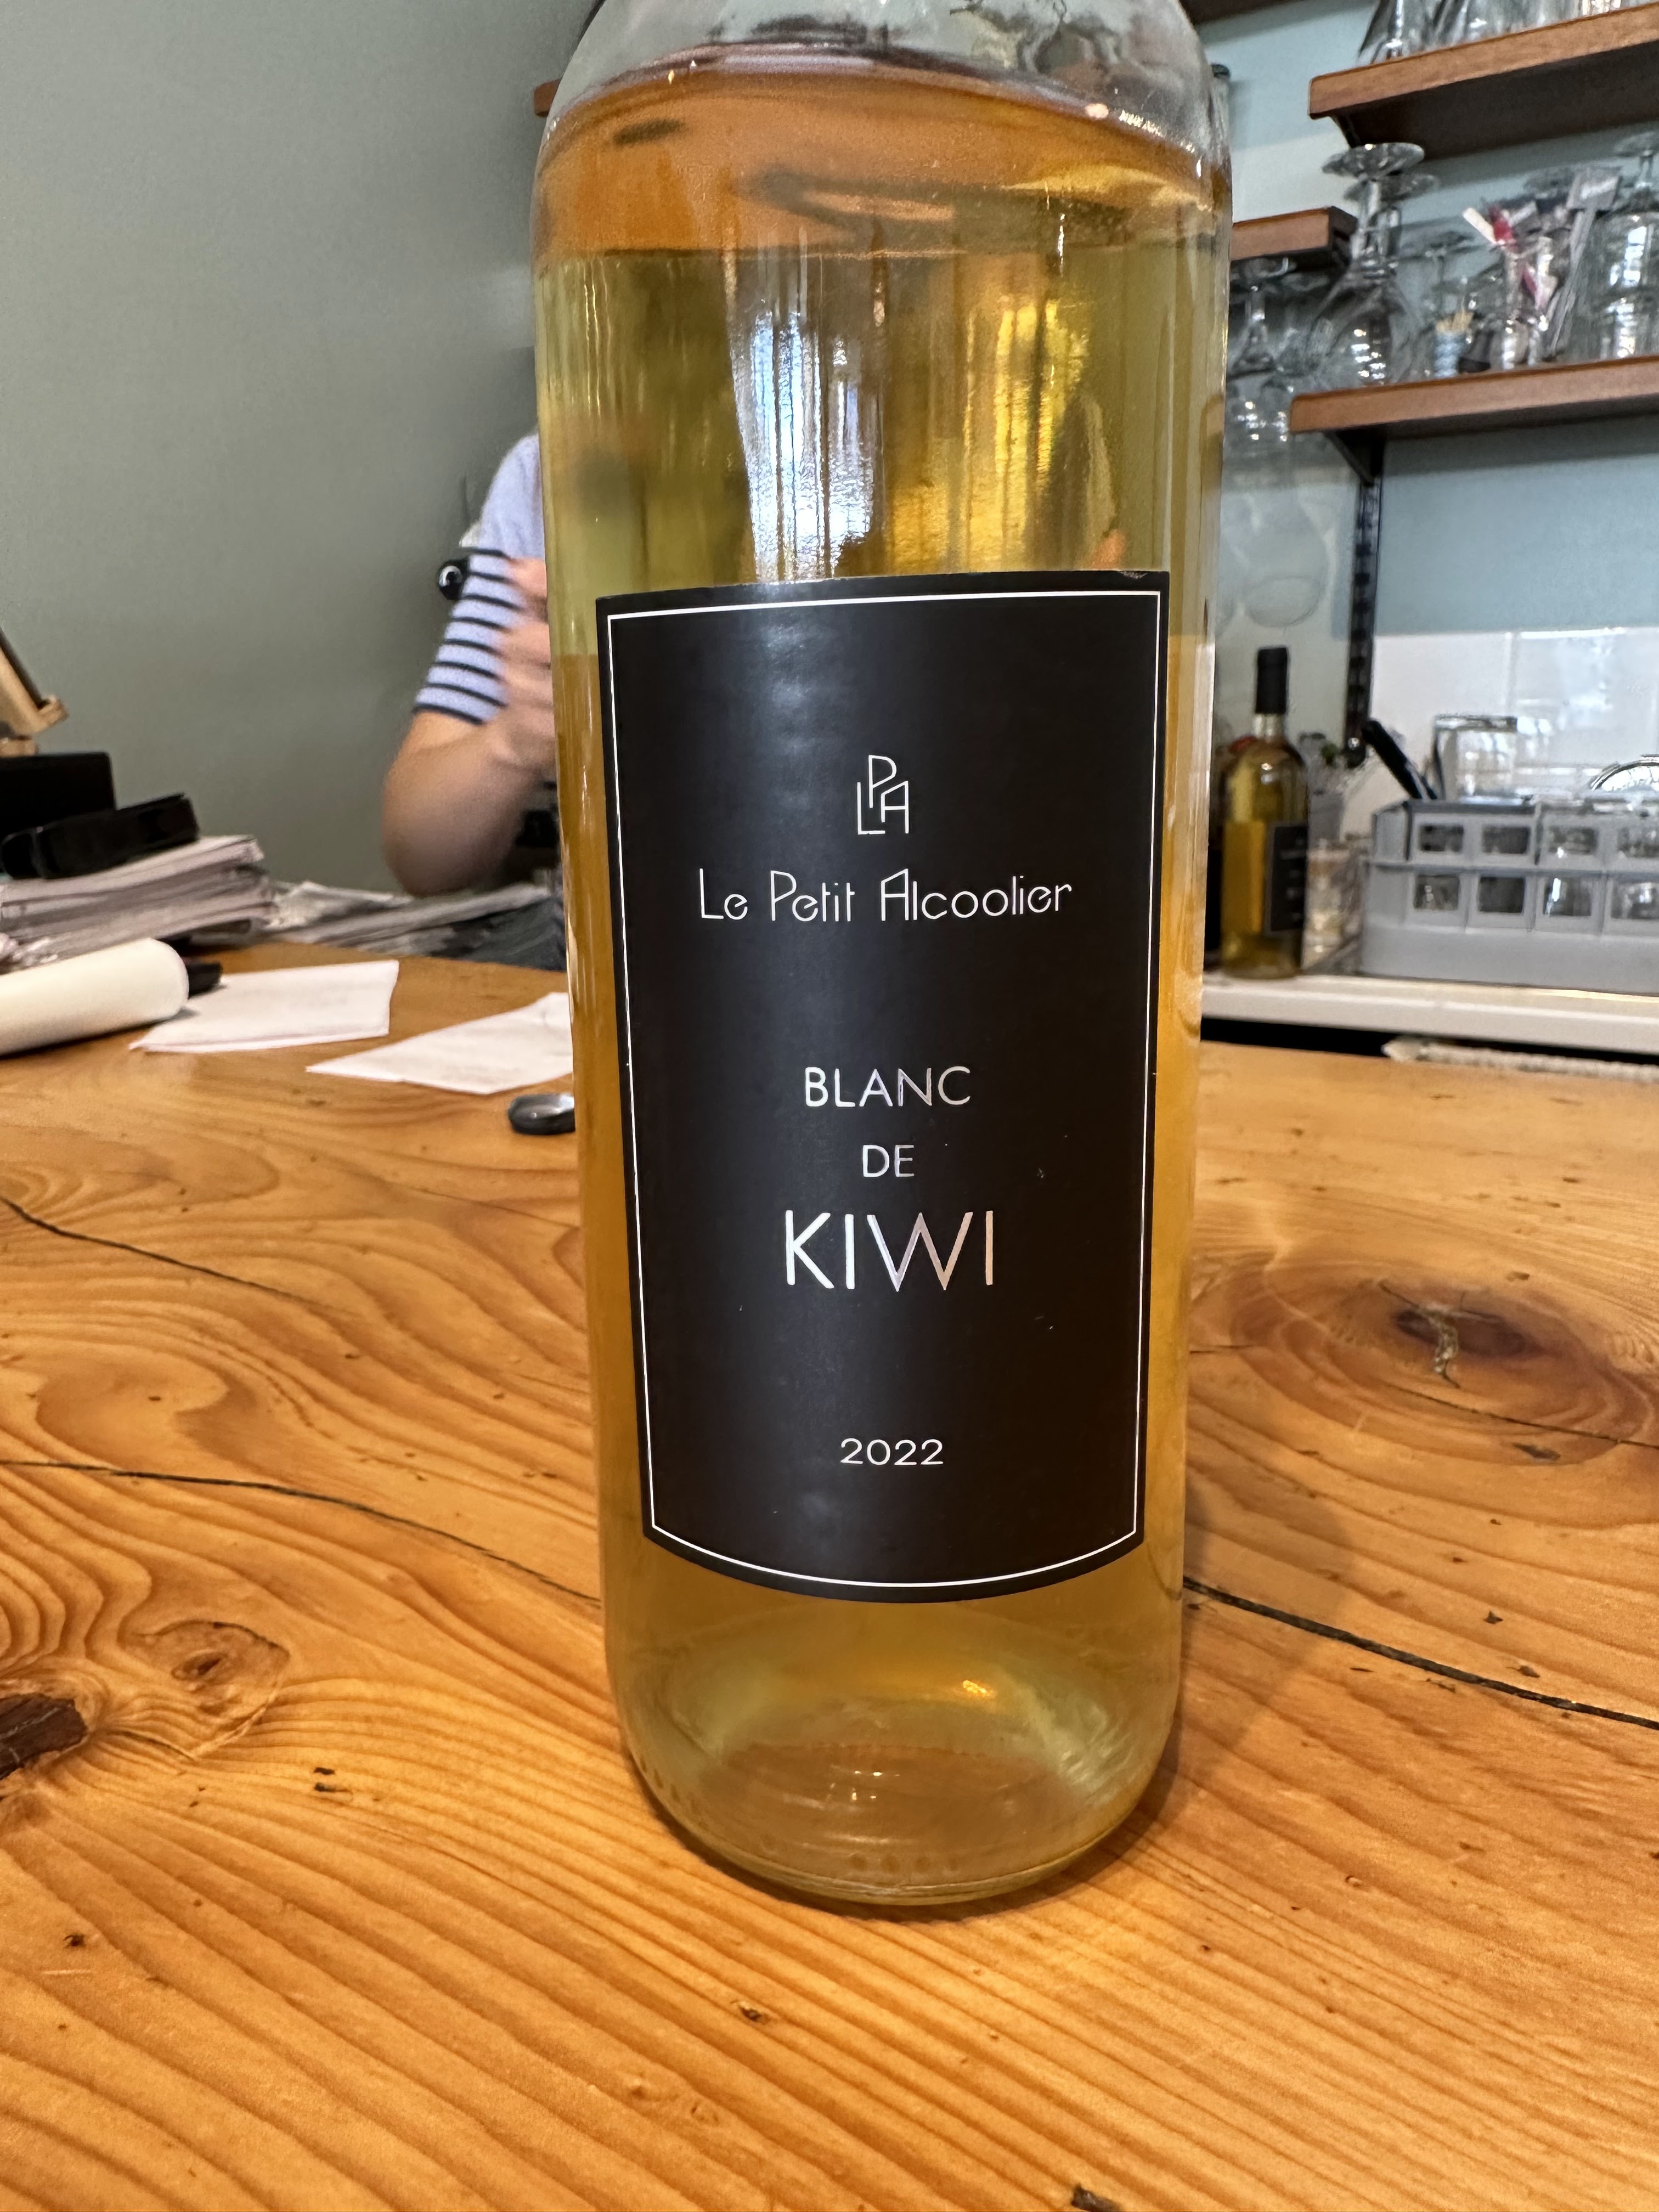 LPA
Le Petit Alcoolier
BLANC
DE
KIWI
2022